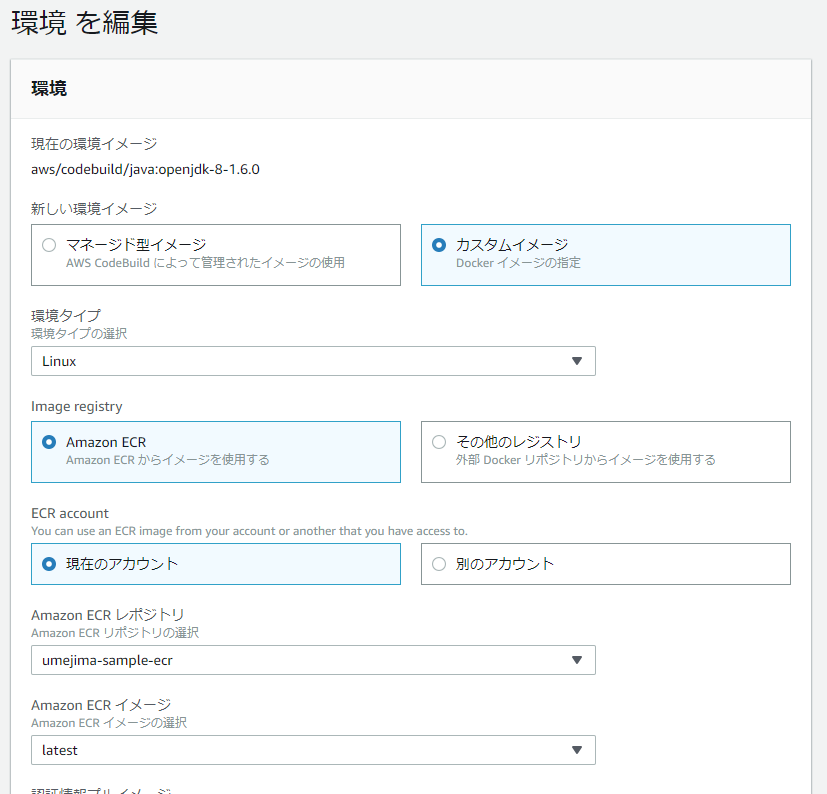 環境 を編集
環境
現在の環境イメージ
aws/codebuild/java:openjdk-8-1.6.0
新しい環境イメージ
マネージド型イメージ
AWS CodeBuild によって管理されたイメージの使用
カスタムイメージ
Docker イメージの指定
環境タイプ
環境タイプの選択
Linux
Image registry
Amazon ECR
Amazon ECR からイメージを使用する
その他のレジストリ
外部 Docker リポジトリからイメージを使用する
ECR account
You can use an ECR image from your account or another that you have access to.
現在のアカウント
別のアカウント
Amazon ECR レポジトリ
Amazon ECR リポジトリの選択
umejima-sample-ecr
Amazon ECR イメージ
Amazon ECR イメージの選択
latest
認証情報プルイメージ